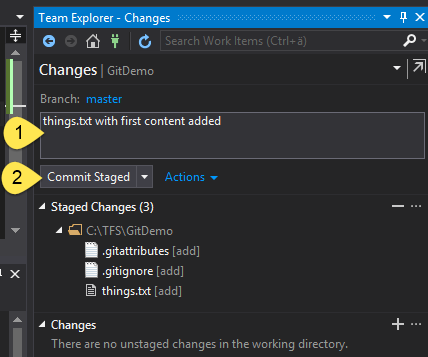 Team Explorer - Changes
Search Work Items (Ctrl+á)
Changes | GitDemo
Branch: master
1
things.txt with first content added
2
Commit Staged
Actions
Staged Changes (3)
C:\TFS\GitDemo
.gitattributes [add]
.gitignore [add]
things.txt [add]
Changes
There are no unstaged changes in the working directory.